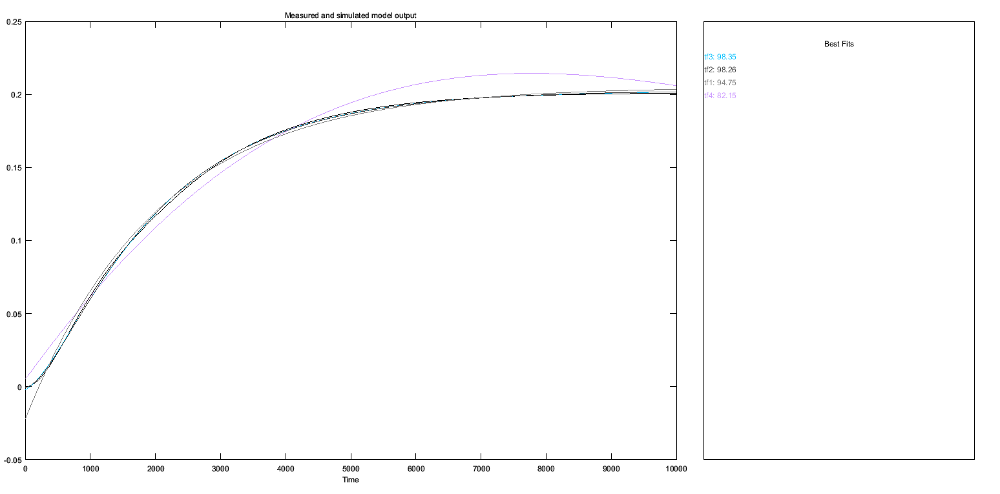 Measured and simulated model output
0.25
0.2
0.15
0.1
0.05
0
-0.05
0 1000 2000 3000 4000 5000 6000 7000 8000 9000 10000
Time
Best Fits
tf3: 98.35
tf2: 98.26
tf1: 94.75
tf4: 82.15